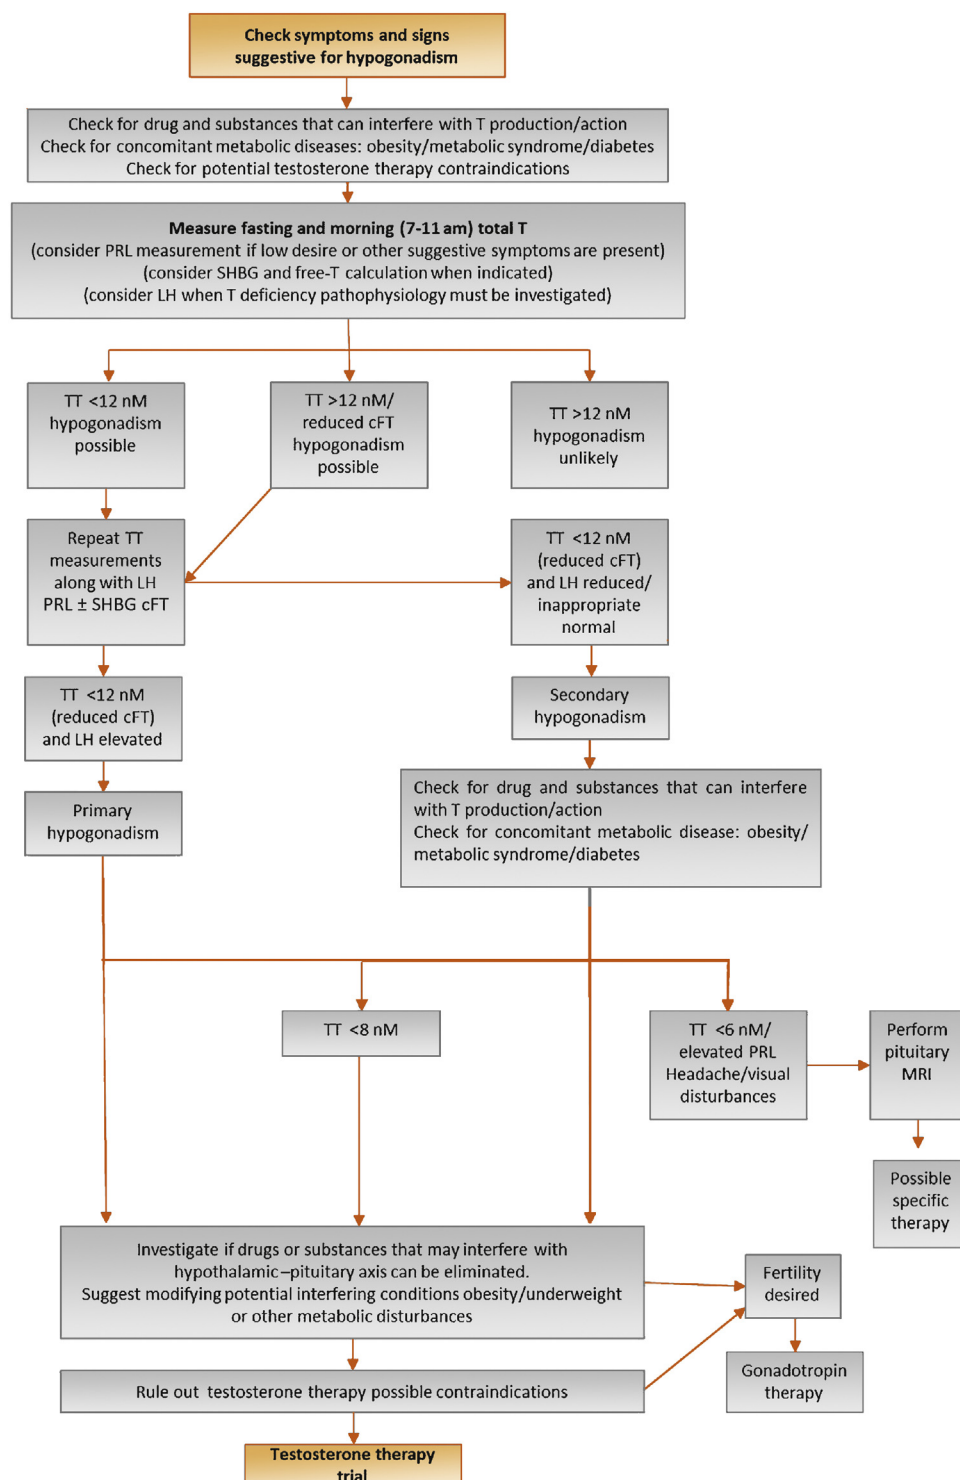 Check symptoms and signs
suggestive for hypogonadism
Check for drug and substances that can interfere with T production/action
Check for concomitant metabolic diseases: obesity/metabolic syndrome/diabetes
Check for potential testosterone therapy contraindications
Measure fasting and morning (7-11 am) total T
(consider PRL measurement if low desire or other suggestive symptoms are present)
(consider SHBG and free-T calculation when indicated)
(consider LH when T deficiency pathophysiology must be investigated)
TT <12 nM
hypogonadism
possible
TT >12 nM/
reduced cFT
hypogonadism
possible
TT >12 nM
hypogonadism
unlikely
Repeat TT
measurements
along with LH
PRL ± SHBG cFT
TT <12 nM
(reduced cFT)
and LH reduced/
inappropriate
normal
TT <12 nM
(reduced cFT)
and LH elevated
Secondary
hypogonadism
Primary
hypogonadism
Check for drug and substances that can interfere
with T production/action
Check for concomitant metabolic disease: obesity/
metabolic syndrome/diabetes
TT <8 nM
TT <6 nM/
elevated PRL
Headache/visual
disturbances
Perform
pituitary
MRI
Possible
specific
therapy
Investigate if drugs or substances that may interfere with
hypothalamic–pituitary axis can be eliminated.
Suggest modifying potential interfering conditions obesity/underweight
or other metabolic disturbances
Fertility
desired
Rule out testosterone therapy possible contraindications
Gonadotropin
therapy
Testosterone therapy
trial